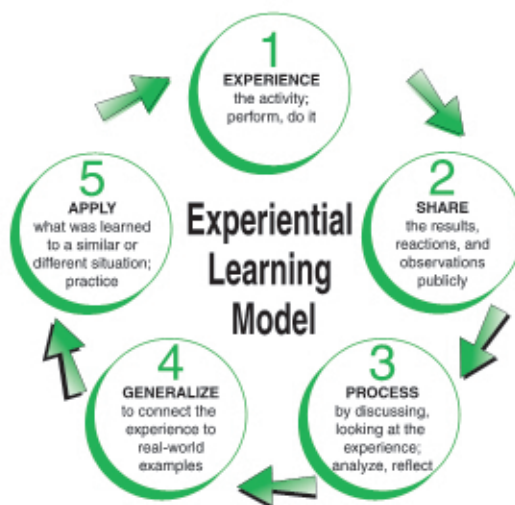 1
EXPERIENCE
the activity;
perform, do it
2
SHARE
the results,
reactions, and
observations
publicly
3
PROCESS
by discussing,
looking at the
experience;
analyze, reflect
4
GENERALIZE
to connect the
experience to
real-world
examples
5
APPLY
what was learned
to a similar or
different situation;
practice
Experiential
Learning
Model